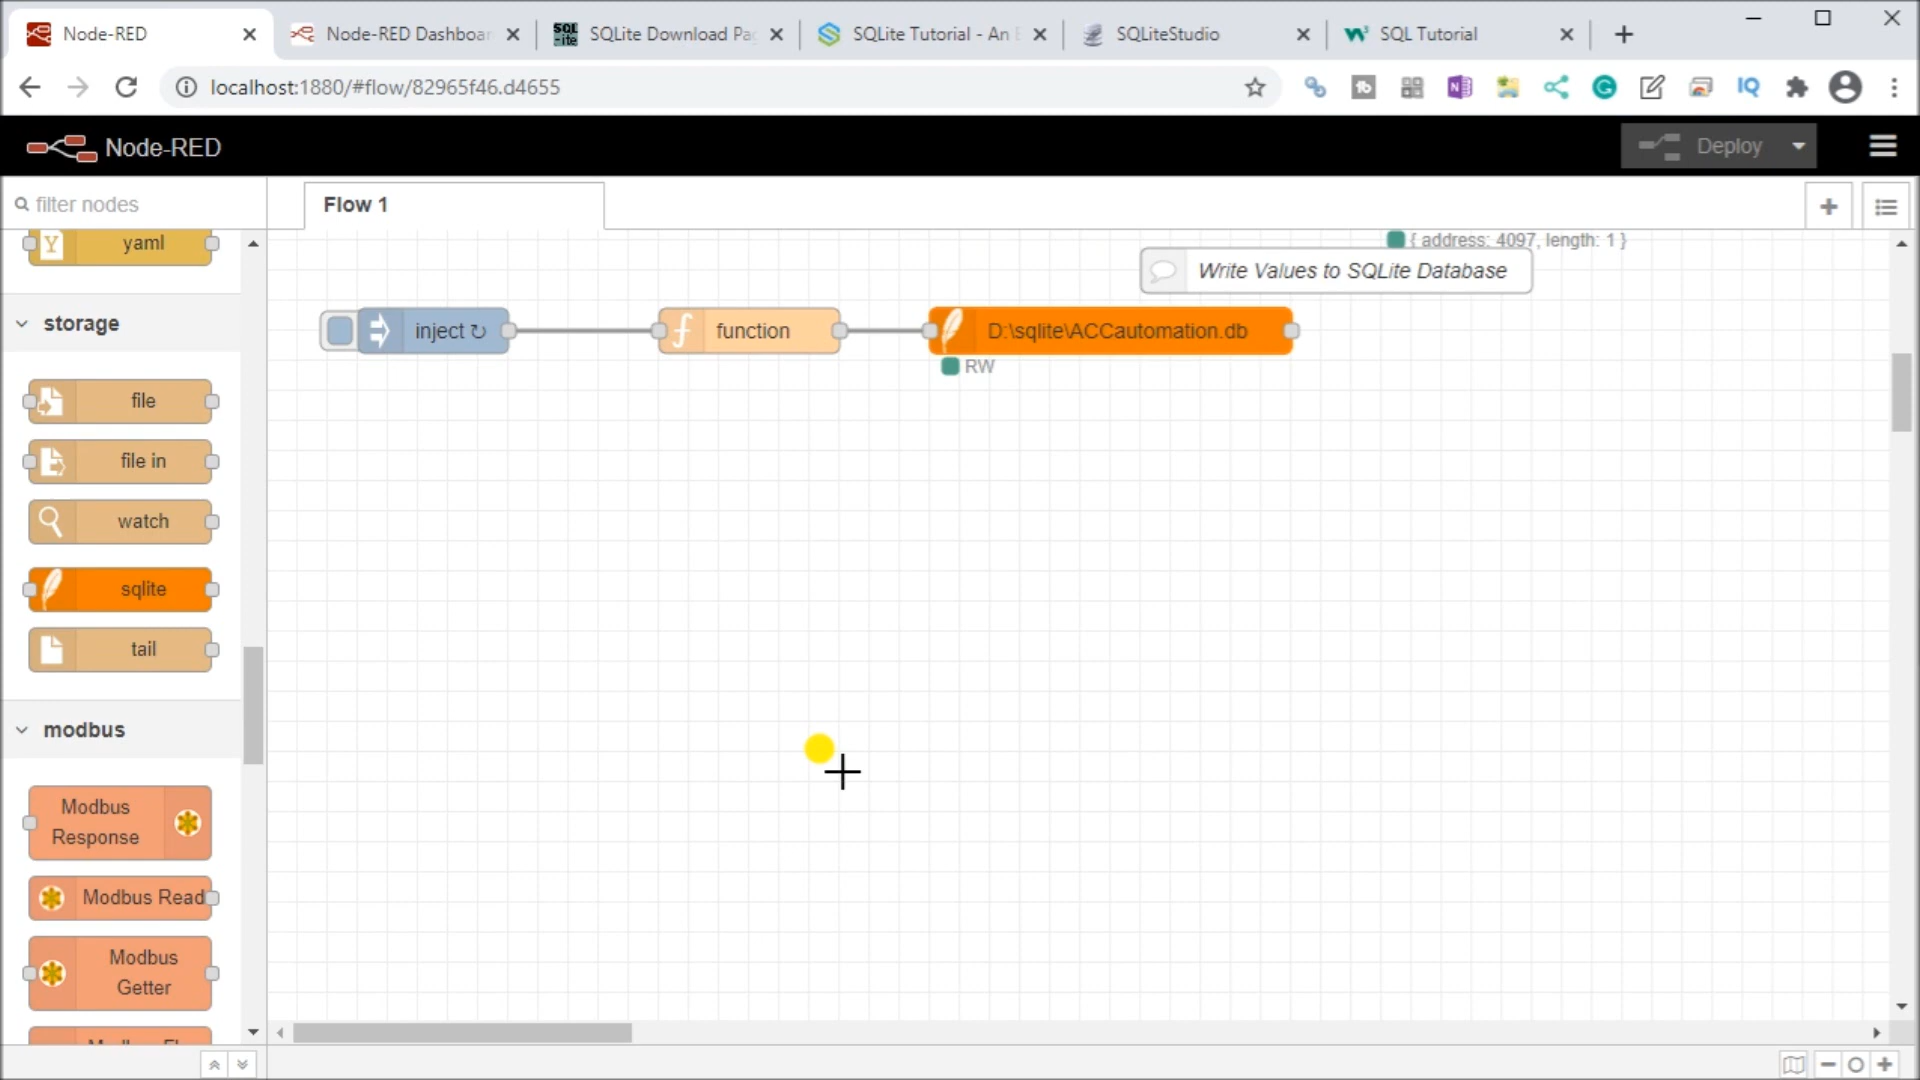 Node-RED
Node-RED Dashboar
SQLite Download Pa
SQLite Tutorial - An
SQLiteStudio
SQL Tutorial
localhost:1880/#flow/82965f46.d4655
Node-RED
Deploy
filter nodes
Flow 1
yaml
{ address: 4097, length: 1 }
Write Values to SQLite Database
inject ↻
function
D:\sqlite\ACCautomation.db
RW
storage
file
file in
watch
sqlite
tail
modbus
Modbus
Response
Modbus Read
Modbus
Getter